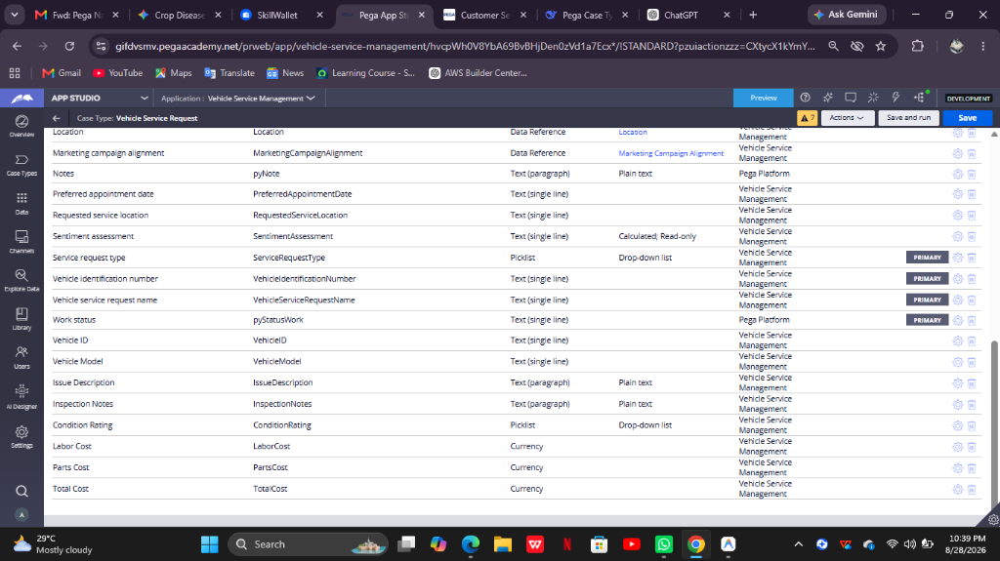 Fwd: Pega N
Crop Disease
SkillWallet
Pega App St
Customer Se
Pega Case Ty
ChatGPT
Ask Gemini
gifdvsmv.pegaacademy.net/prweb/app/vehicle-service-management/hvcpWh0V8YbA69BvBHjDen0zVd1a7Ecx*/!STANDARD?pzuiactionzzz=CXtycX1kYmY...
Gmail
YouTube
Maps
Translate
News
Learning Course - S...
AWS Builder Center...
APP STUDIO
Application : Vehicle Service Management
Preview
DEVELOPMENT
Case Type: Vehicle Service Request
7
Actions
Save and run
Save
Overview
Case Types
Data
Channels
Explore Data
Library
Users
AI Designer
Settings
A
Location Location Data Reference Location Vehicle Service Management
Marketing campaign alignment MarketingCampaignAlignment Data Reference Marketing Campaign Alignment Vehicle Service Management
Notes pyNote Text (paragraph) Plain text Pega Platform
Preferred appointment date PreferredAppointmentDate Text (single line) Vehicle Service Management
Requested service location RequestedServiceLocation Text (single line) Vehicle Service Management
Sentiment assessment SentimentAssessment Text (single line) Calculated; Read-only Vehicle Service Management
Service request type ServiceRequestType Picklist Drop-down list Vehicle Service Management PRIMARY
Vehicle identification number VehicleIdentificationNumber Text (single line) Vehicle Service Management PRIMARY
Vehicle service request name VehicleServiceRequestName Text (single line) Vehicle Service Management PRIMARY
Work status pyStatusWork Text (single line) Pega Platform PRIMARY
Vehicle ID VehicleID Text (single line) Vehicle Service Management
Vehicle Model VehicleModel Text (single line) Vehicle Service Management
Issue Description IssueDescription Text (paragraph) Plain text Vehicle Service Management
Inspection Notes InspectionNotes Text (paragraph) Plain text Vehicle Service Management
Condition Rating ConditionRating Picklist Drop-down list Vehicle Service Management
Labor Cost LaborCost Currency Vehicle Service Management
Parts Cost PartsCost Currency Vehicle Service Management
Total Cost TotalCost Currency Vehicle Service Management
29°C
Mostly cloudy
Search
10:39 PM
8/28/2026